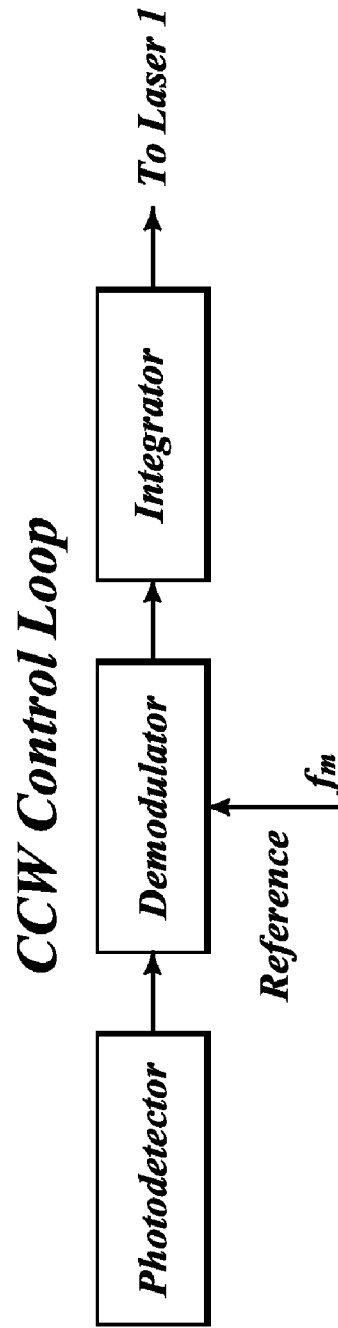 CCW Control Loop
Photodetector
Demodulator
Integrator
To Laser 1
Reference
fm